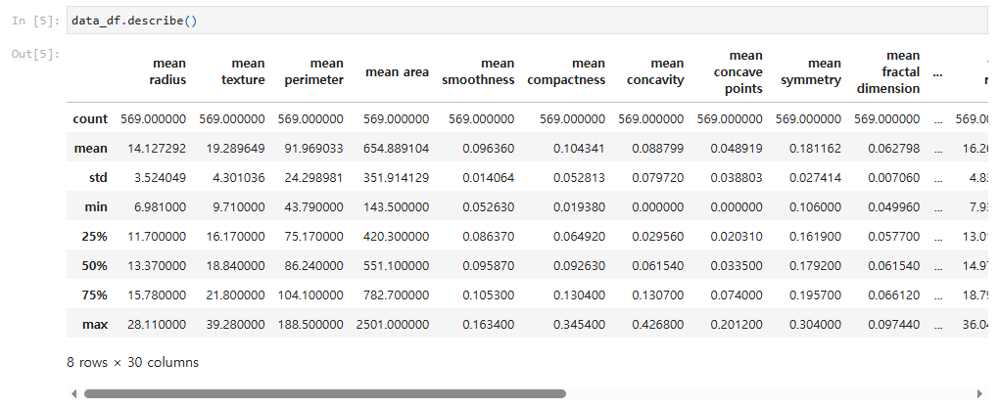 In [5]: data_df.describe()
Out[5]:
mean radius mean texture mean perimeter mean area mean smoothness mean compactness mean concavity mean concave points mean symmetry mean fractal dimension ...
count 569.000000 569.000000 569.000000 569.000000 569.000000 569.000000 569.000000 569.000000 569.000000 569.000000 ... 569.00
mean 14.127292 19.289649 91.969033 654.889104 0.096360 0.104341 0.088799 0.048919 0.181162 0.062798 ... 16.26
std 3.524049 4.301036 24.298981 351.914129 0.014064 0.052813 0.079720 0.038803 0.027414 0.007060 ... 4.83
min 6.981000 9.710000 43.790000 143.500000 0.052630 0.019380 0.000000 0.000000 0.106000 0.049960 ... 7.93
25% 11.700000 16.170000 75.170000 420.300000 0.086370 0.064920 0.029560 0.020310 0.161900 0.057700 ... 13.01
50% 13.370000 18.840000 86.240000 551.100000 0.095870 0.092630 0.061540 0.033500 0.179200 0.061540 ... 14.97
75% 15.780000 21.800000 104.100000 782.700000 0.105300 0.130400 0.130700 0.074000 0.195700 0.066120 ... 18.79
max 28.110000 39.280000 188.500000 2501.000000 0.163400 0.345400 0.426800 0.201200 0.304000 0.097440 ... 36.04
8 rows × 30 columns